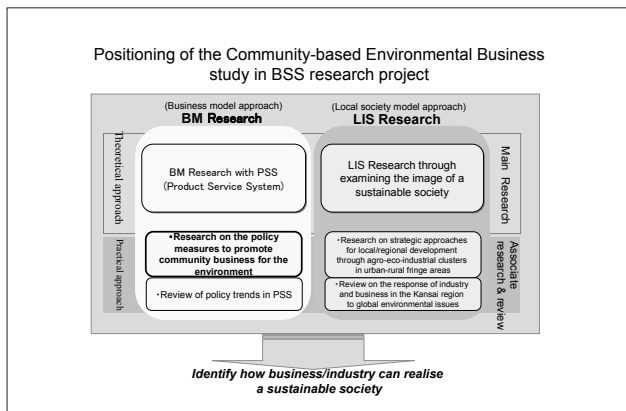 Positioning of the Community-based Environmental Business
study in BSS research project
(Business model approach)
BM Research
(Local society model approach)
LIS Research
Theoretical approach
BM Research with PSS
(Product Service System)
LIS Research through
examining the image of a
sustainable society
Main Research
Practical approach
・Research on the policy
measures to promote
community business for the
environment
・Review of policy trends in PSS
・Research on strategic approaches
for local/regional development
through agro-eco-industrial clusters
in urban-rural fringe areas
・Review on the response of industry
and business in the Kansai region
to global environmental issues
Associate
research & review
Identify how business/industry can realise
a sustainable society